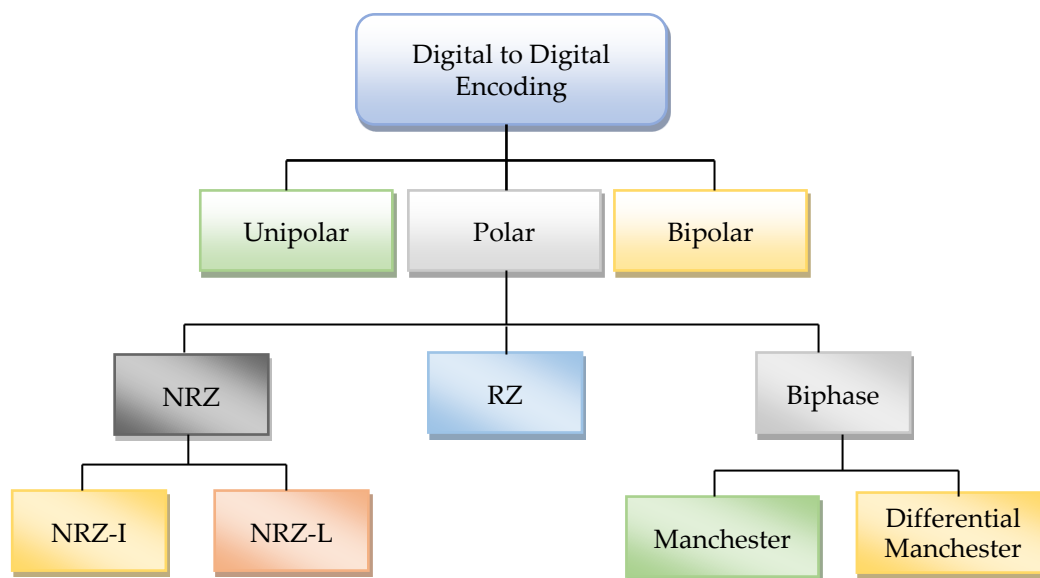 Digital to Digital
Encoding
Unipolar
Polar
Bipolar
NRZ
RZ
Biphase
NRZ-I
NRZ-L
Manchester
Differential
Manchester